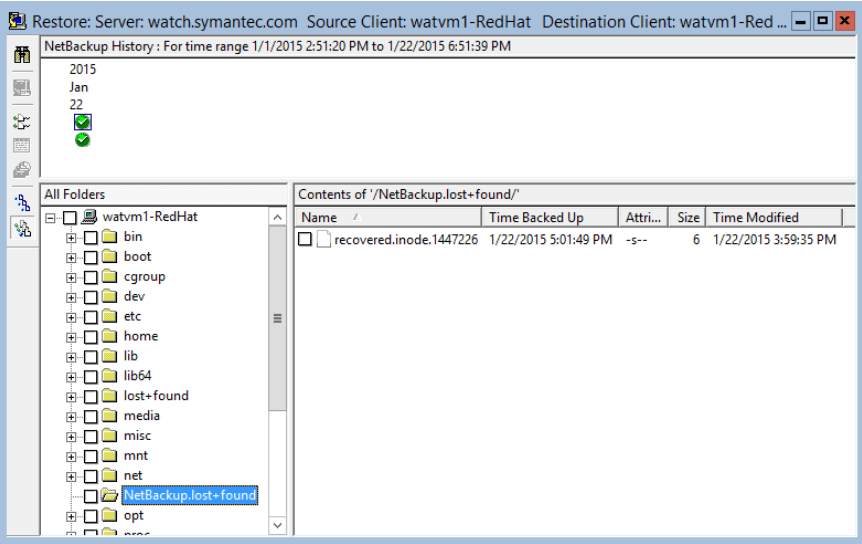 Restore: Server: watch.symantec.com Source Client: watvm1-RedHat Destination Client: watvm1-Red ...
NetBackup History : For time range 1/1/2015 2:51:20 PM to 1/22/2015 6:51:39 PM
2015
Jan
22
All Folders
Contents of '/NetBackup.lost+found/'
watvm1-RedHat
Name Time Backed Up Attri... Size Time Modified
bin
recovered.inode.1447226 1/22/2015 5:01:49 PM -s-- 6 1/22/2015 3:59:35 PM
boot
cgroup
dev
etc
home
lib
lib64
lost+found
media
misc
mnt
net
NetBackup.lost+found
opt
proc